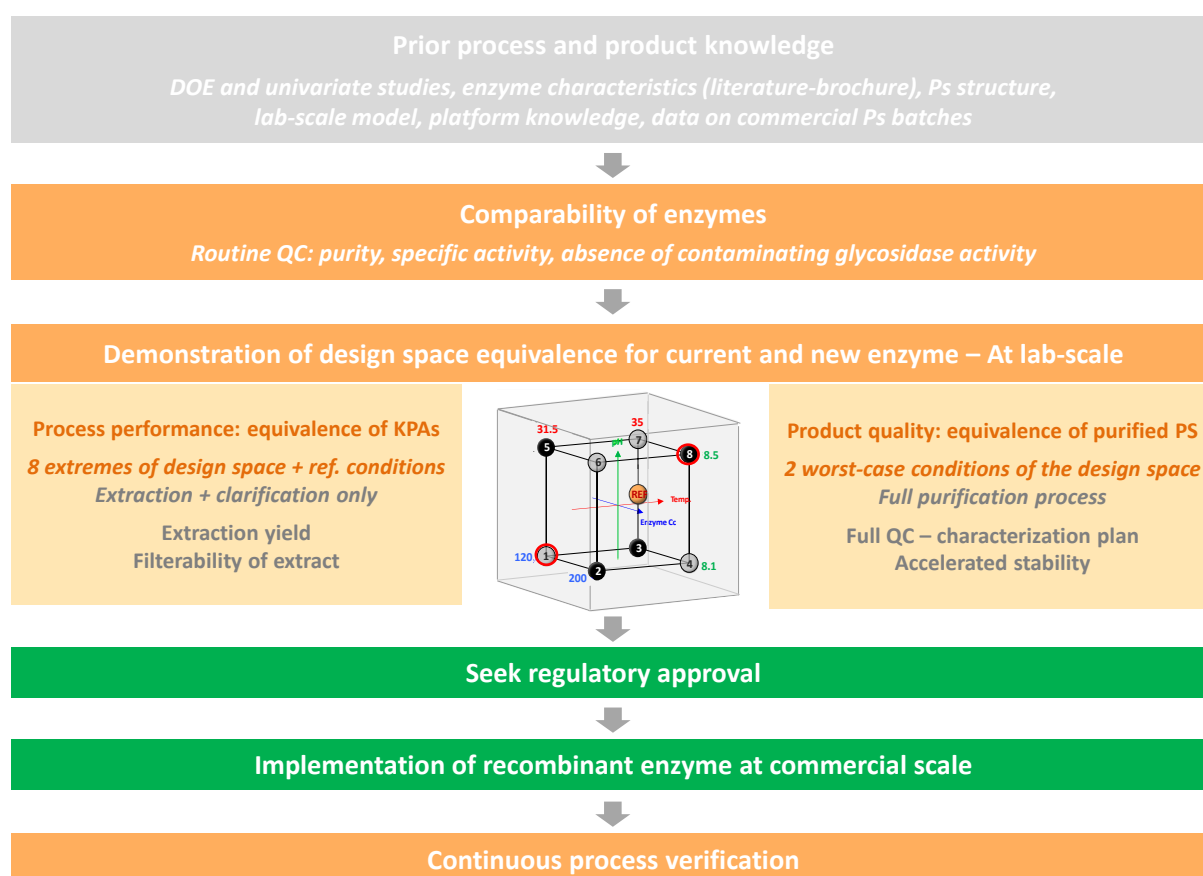 Prior process and product knowledge
DOE and univariate studies, enzyme characteristics (literature-brochure), Ps structure,
lab-scale model, platform knowledge, data on commercial Ps batches
Comparability of enzymes
Routine QC: purity, specific activity, absence of contaminating glycosidase activity
Demonstration of design space equivalence for current and new enzyme – At lab-scale
Process performance: equivalence of KPAs
8 extremes of design space + ref. conditions
Extraction + clarification only
Extraction yield
Filterability of extract
31.5
35
5
7
pH
6
8
8.5
REF
Temp.
Enzyme Cc
120
1
3
2
4
200
8.1
Product quality: equivalence of purified PS
2 worst-case conditions of the design space
Full purification process
Full QC – characterization plan
Accelerated stability
Seek regulatory approval
Implementation of recombinant enzyme at commercial scale
Continuous process verification